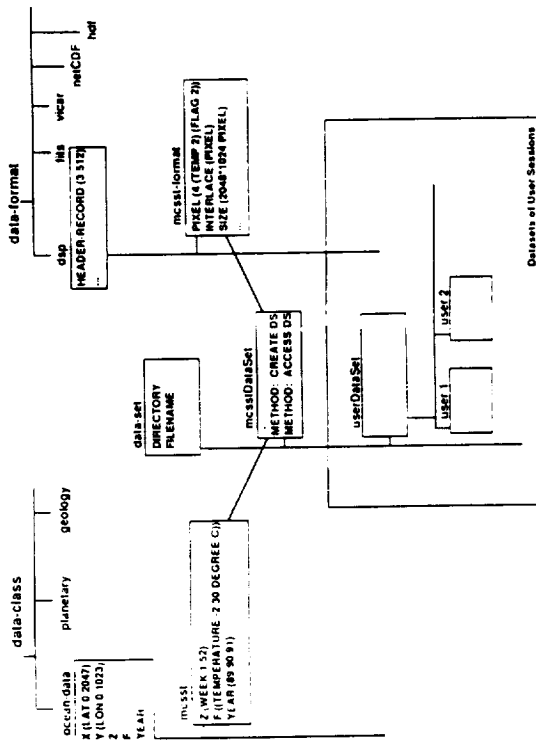 data-class
ocean-data
planetary
geology
X (LAT 0 2047)
Y (LON 0 1023)
Z
F
YEAR
mcsst
Z (WEEK 1 52)
F ((TEMPERATURE -2 30 DEGREE C))
YEAR (89 90 91)
data-set
DIRECTORY
FILENAME
mcsstDataSet
METHOD: CREATE DS
METHOD: ACCESS DS
userDataSet
user 1
user 2
Datasets of User Sessions
data-format
dsp
fits
vicar
netCDF
hdf
HEADER-RECORD (3 512)
...
mcsst-format
PIXEL (4 (TEMP 2) (FLAG 2))
INTERLACE (PIXEL)
SIZE (2048*1024 PIXEL)
...